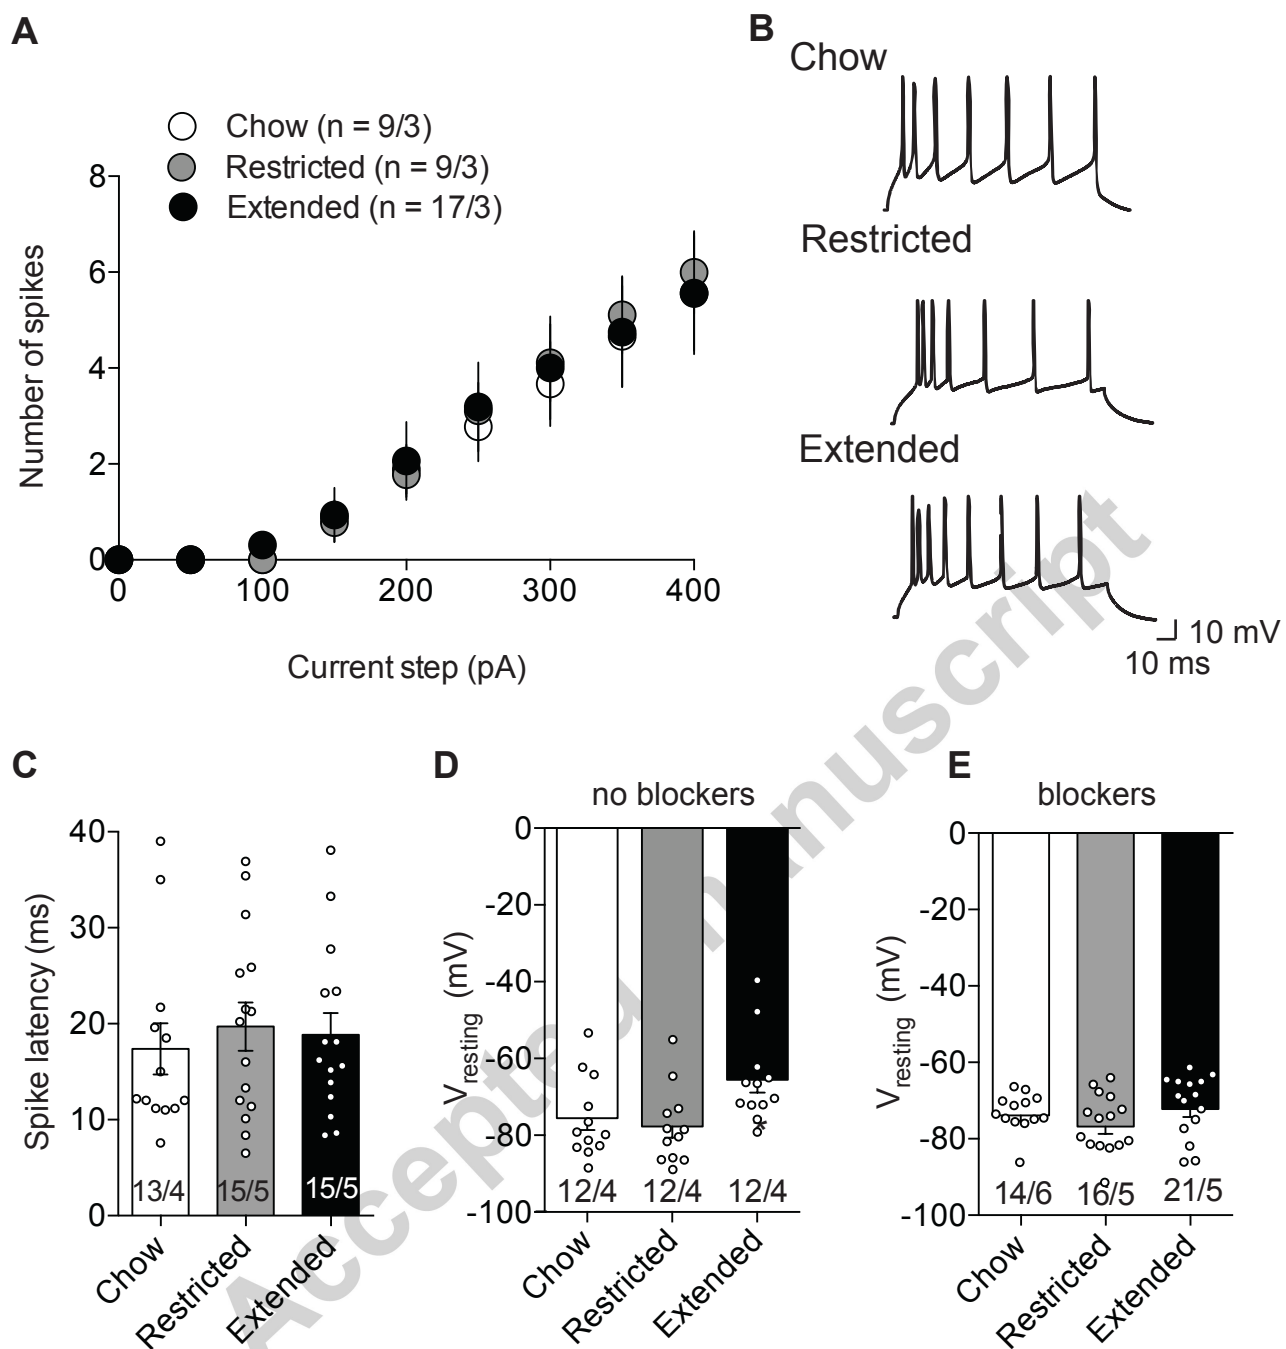 A
Chow (n = 9/3)
Restricted (n = 9/3)
Extended (n = 17/3)
8
6
4
2
0
Number of spikes
0 100 200 300 400
Current step (pA)
B
Chow
Restricted
Extended
10 mV
10 ms
C
Spike latency (ms)
40
30
20
10
0
13/4 15/5 15/5
Chow Restricted Extended
D
no blockers
Vresting (mV)
0
-20
-40
-60
-80
-100
*
12/4 12/4 12/4
Chow Restricted Extended
E
blockers
Vresting (mV)
0
-20
-40
-60
-80
-100
14/6 16/5 21/5
Chow Restricted Extended
Accepted manuscript